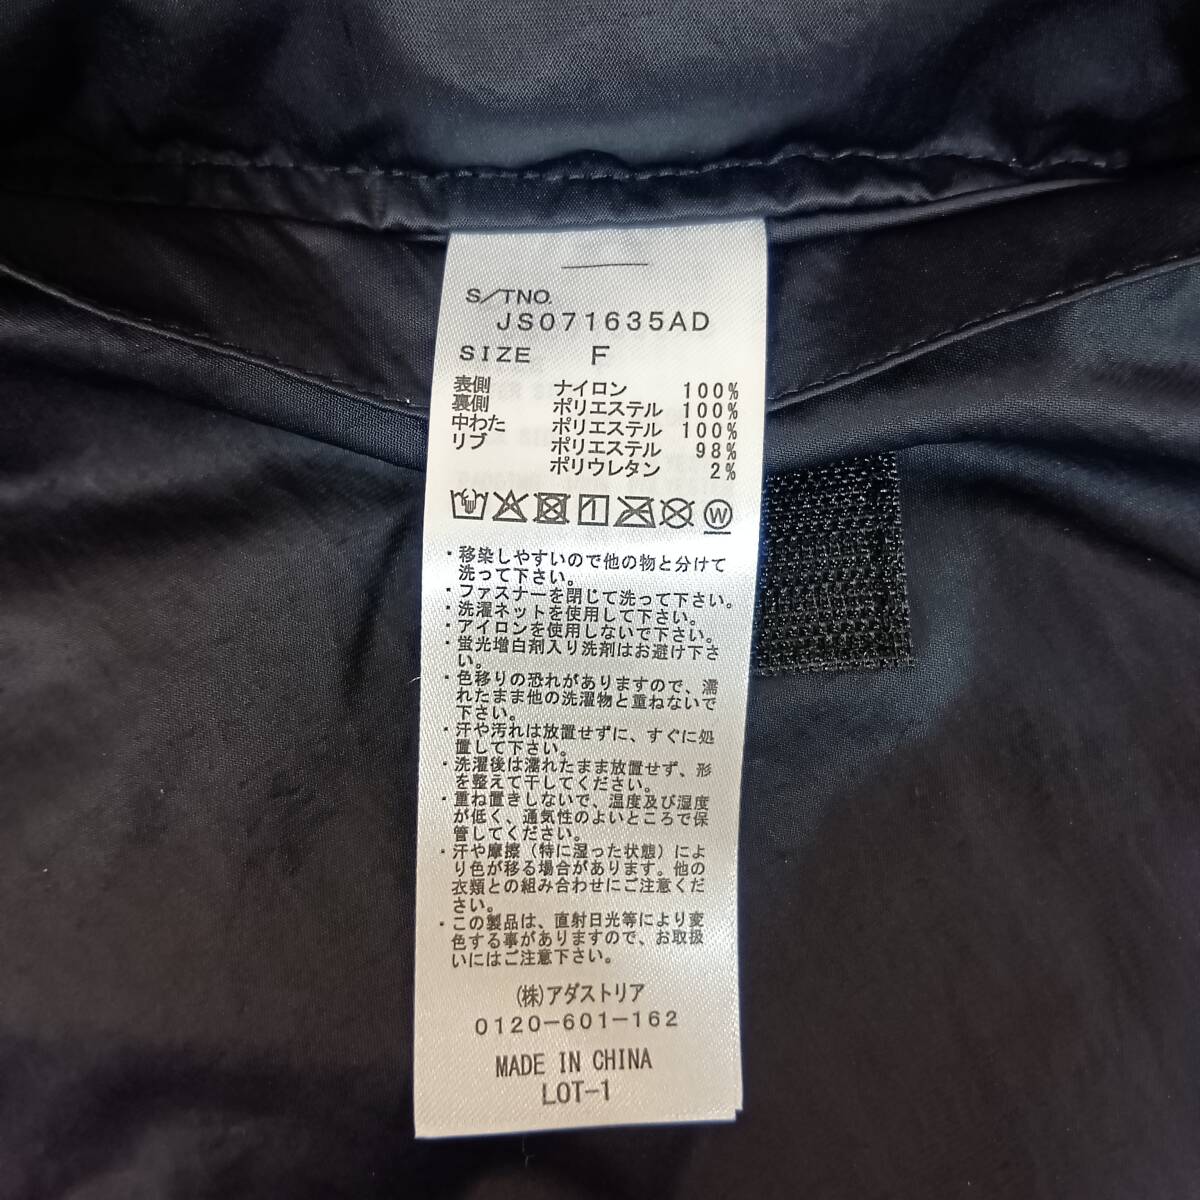 S/TNO.
JS071635AD
SIZE F
表側 ナイロン 100%
裏側 ポリエステル 100%
中わた ポリエステル 100%
リブ ポリエステル 98%
ポリウレタン 2%
W
・移染しやすいので他の物と分けて
洗って下さい。
・ファスナーを閉じて洗って下さい。
・洗濯ネットを使用して下さい。
・アイロンを使用しないで下さい。
・蛍光増白剤入り洗剤はお避け下さ
い。
・色移りの恐れがありますので、濡
れたまま他の洗濯物と重ねないで
下さい。
・汗や汚れは放置せずに、すぐに処
置して下さい。
・洗濯後は濡れたまま放置せず、形
を整えて干してください。
・重ね置きしないで、温度及び湿度
が低く、通気性のよいところで保
管してください。
・汗や摩擦（特に湿った状態）によ
り色が移る場合があります。他の
衣類との組み合わせにご注意くだ
さい。
・この製品は、直射日光等により変
色する事がありますので、お取扱
いにはご注意下さい。
(株)アダストリア
0120-601-162
MADE IN CHINA
LOT-1